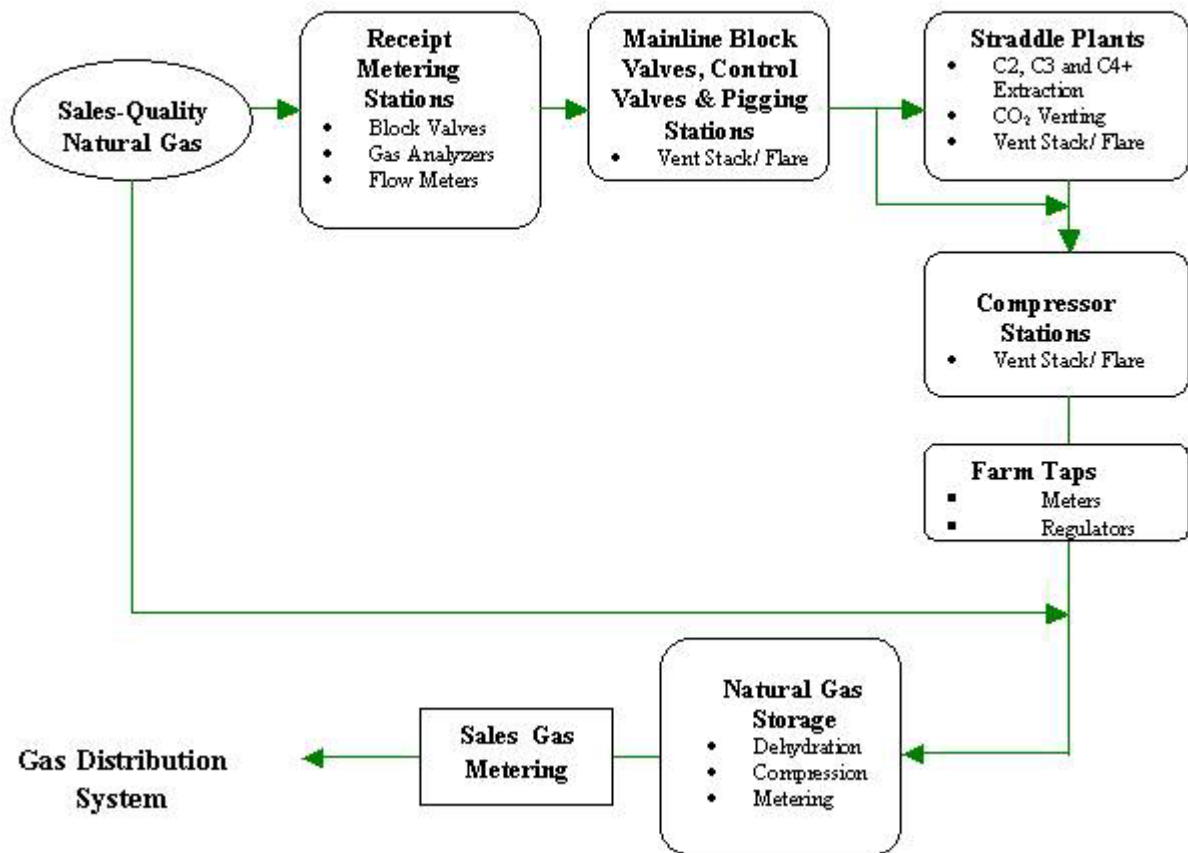 Sales-Quality
Natural Gas
Receipt
Metering
Stations
• Block Valves
• Gas Analyzers
• Flow Meters
Mainline Block
Valves, Control
Valves & Pigging
Stations
• Vent Stack/ Flare
Straddle Plants
• C2, C3 and C4+
Extraction
• CO₂ Venting
• Vent Stack/ Flare
Compressor
Stations
• Vent Stack/ Flare
Farm Taps
▪ Meters
▪ Regulators
Natural Gas
Storage
• Dehydration
• Compression
• Metering
Sales Gas
Metering
Gas Distribution
System